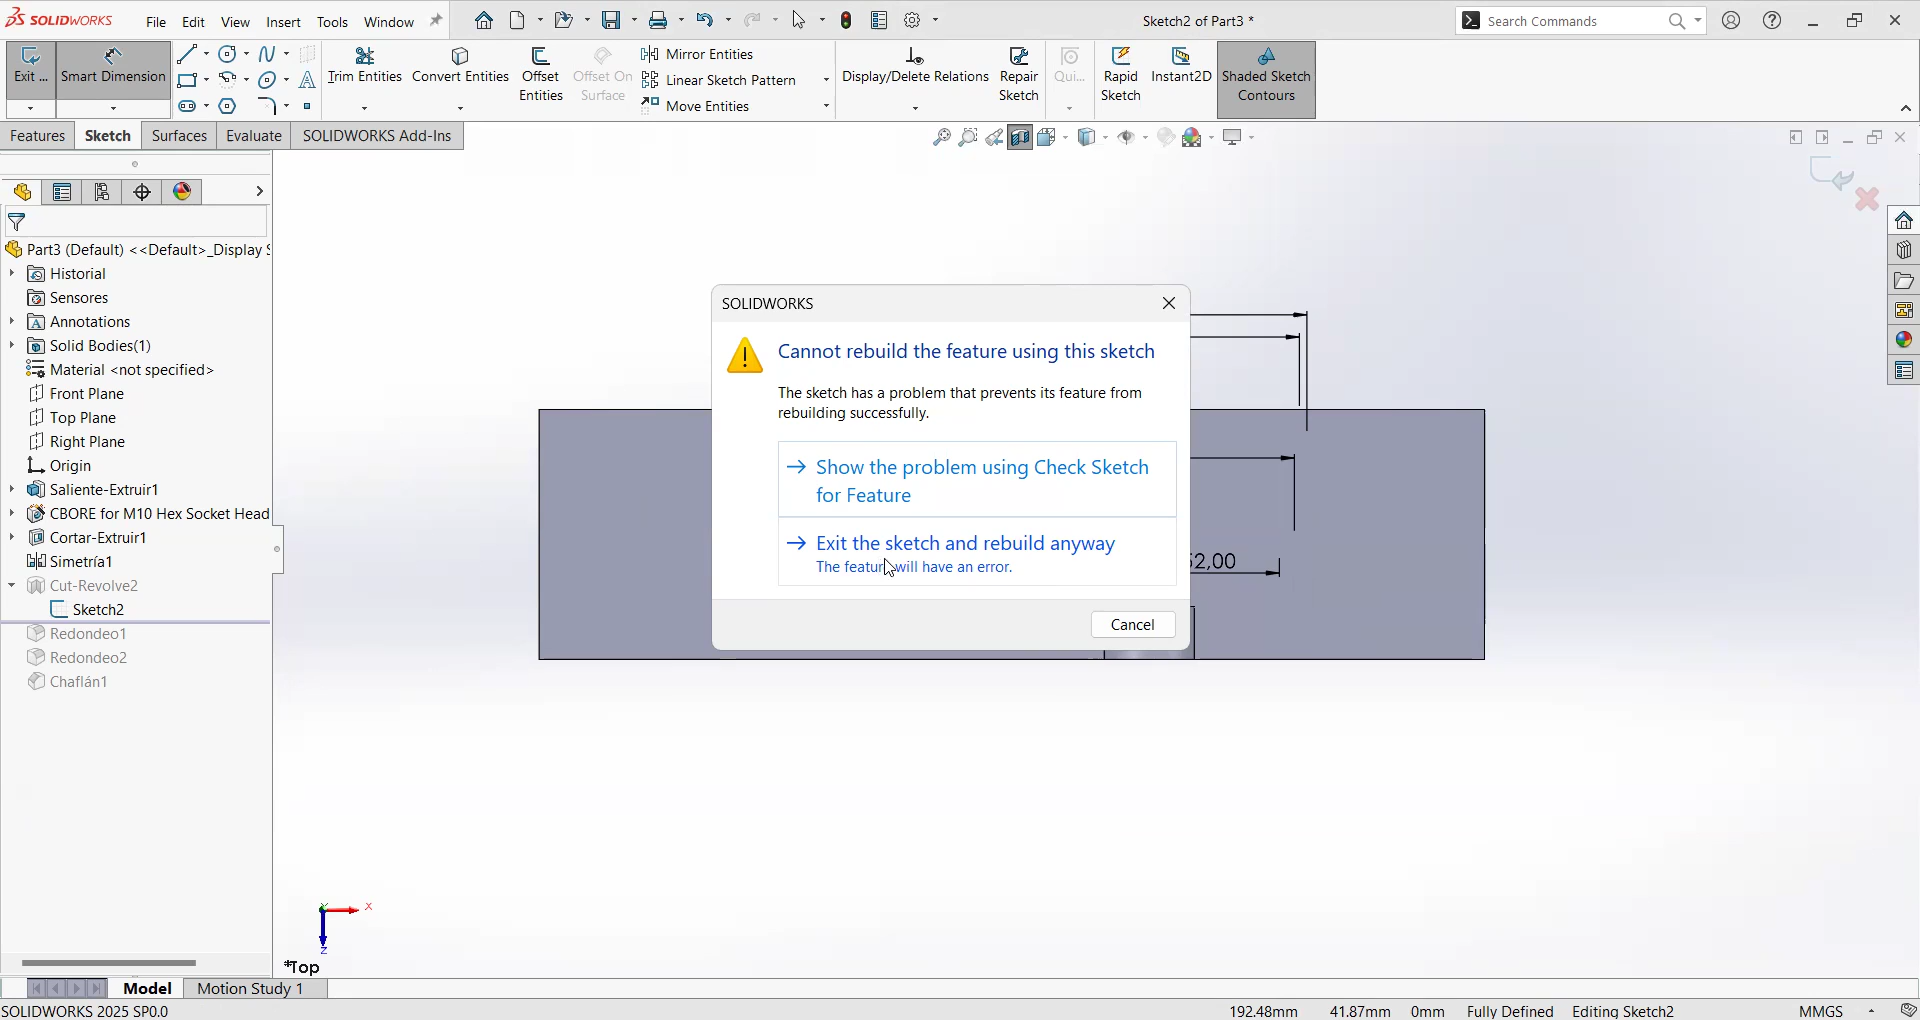 SOLIDWORKS File Edit View Insert Tools Window Sketch2 of Part3 * Search Commands
Exit ... Smart Dimension Trim Entities Convert Entities Offset Entities Offset On Surface Mirror Entities Display/Delete Relations Repair Sketch Qui... Rapid Sketch Instant2D Shaded Sketch Contours
Linear Sketch Pattern
Move Entities
Features Sketch Surfaces Evaluate SOLIDWORKS Add-Ins
Part3 (Default) <<Default>_Display S
Historial
Sensores
Annotations
Solid Bodies(1)
Material <not specified>
Front Plane
Top Plane
Right Plane
Origin
Saliente-Extruir1
CBORE for M10 Hex Socket Head
Cortar-Extruir1
Simetría1
Cut-Revolve2
Sketch2
Redondeo1
Redondeo2
Chaflán1
SOLIDWORKS
Cannot rebuild the feature using this sketch
The sketch has a problem that prevents its feature from
rebuilding successfully.
Show the problem using Check Sketch
for Feature
Exit the sketch and rebuild anyway
The feature will have an error.
Cancel
52,00
X
Z
*Top
Model Motion Study 1
SOLIDWORKS 2025 SP0.0 192.48mm 41.87mm 0mm Fully Defined Editing Sketch2 MMGS